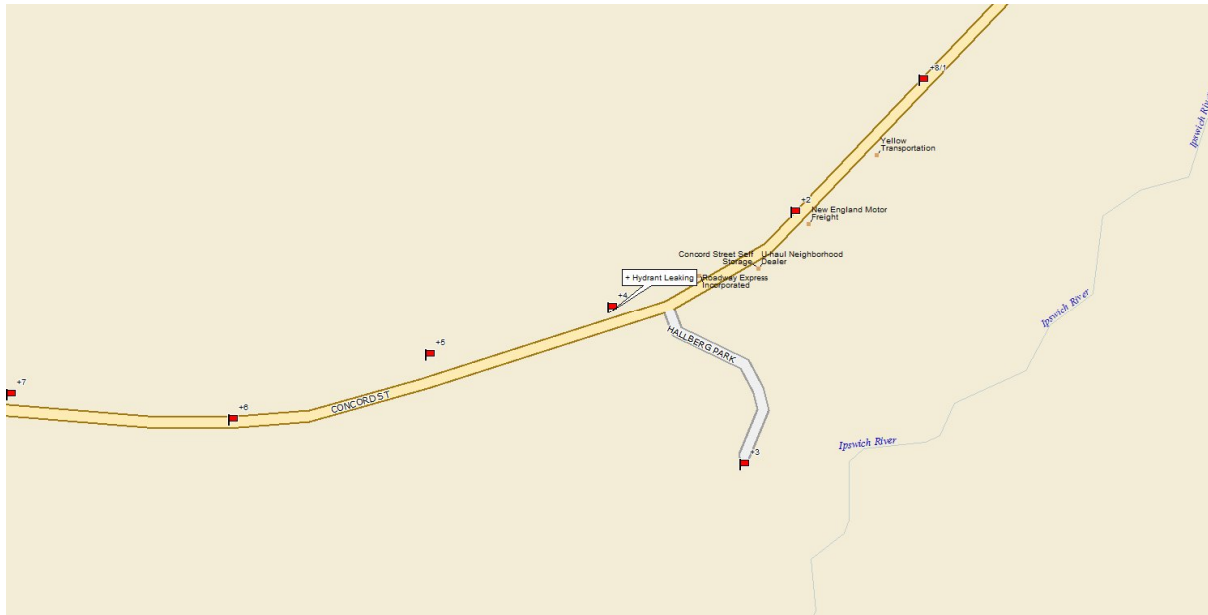 +8/1
Ipswich River
Yellow
Transportation
+2
New England Motor
Freight
Concord Street Self
Storage
U-haul Neighborhood
Dealer
+ Hydrant Leaking
Roadway Express
Incorporated
+4
Ipswich River
HALLBERG PARK
+5
+7
CONCORD ST
+6
Ipswich River
+3